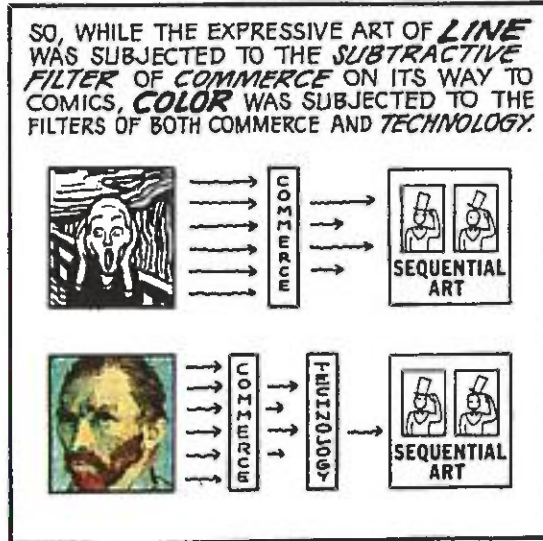 SO, WHILE THE EXPRESSIVE ART OF LINE
WAS SUBJECTED TO THE SUBTRACTIVE
FILTER OF COMMERCE ON ITS WAY TO
COMICS, COLOR WAS SUBJECTED TO THE
FILTERS OF BOTH COMMERCE AND TECHNOLOGY.
COMMERCE
SEQUENTIAL
ART
COMMERCE
TECHNOLOGY
SEQUENTIAL
ART